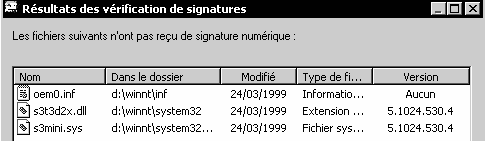 Résultats des vérification de signatures
Les fichiers suivants n'ont pas reçu de signature numérique :
Nom Dans le dossier Modifié Type de fi... Version
oem0.inf d:\winnt\inf 24/03/1999 Informatio... Aucun
s3t3d2x.dll d:\winnt\system32 24/03/1999 Extension ... 5.1024.530.4
s3mini.sys d:\winnt\system32... 24/03/1999 Fichier sys... 5.1024.530.4